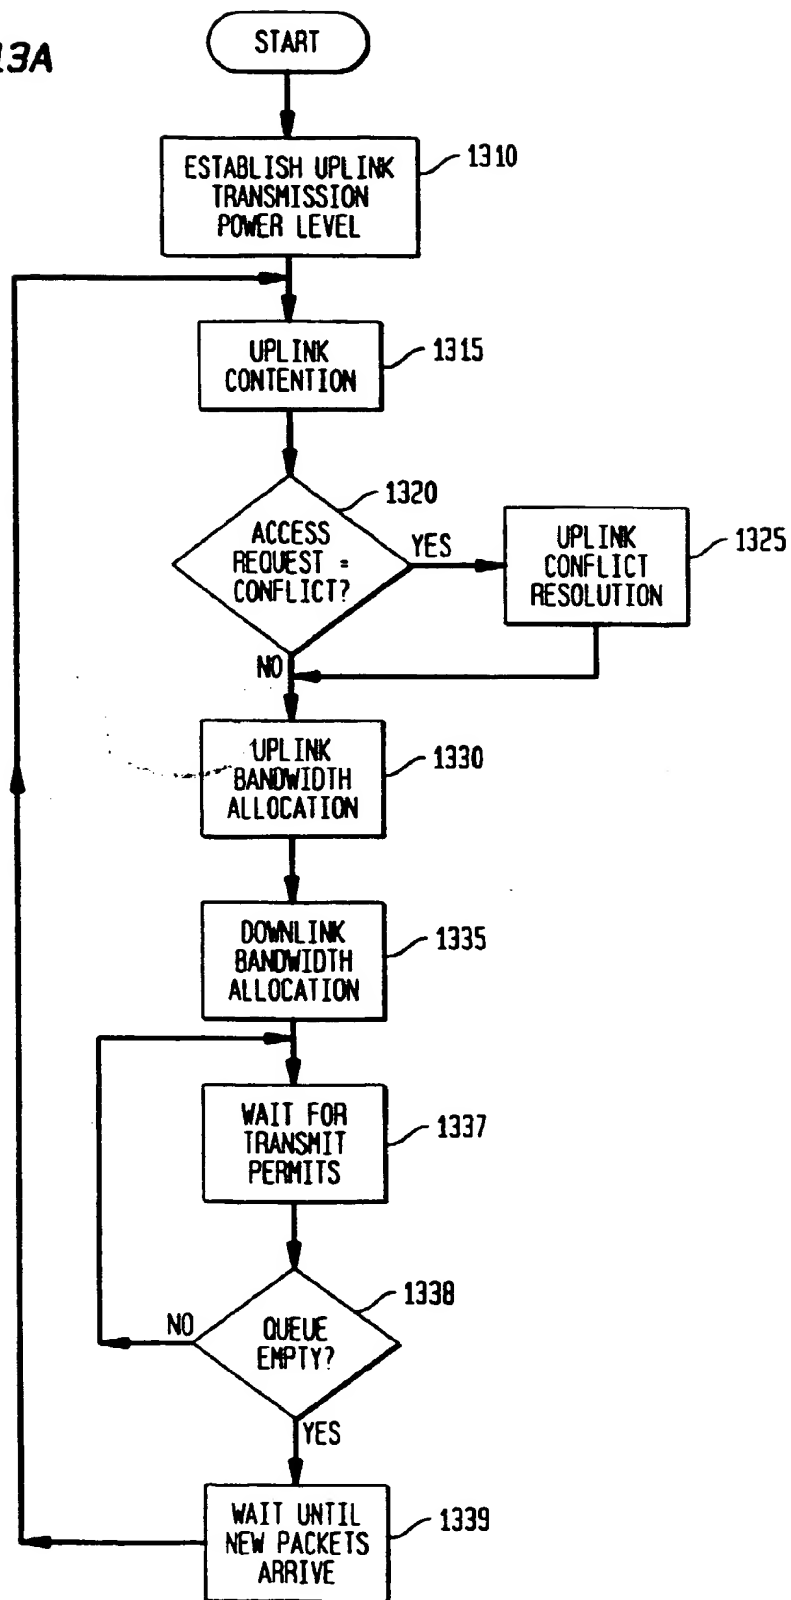 13A
START
ESTABLISH UPLINK
TRANSMISSION
POWER LEVEL
1310
UPLINK
CONTENTION
1315
ACCESS
REQUEST =
CONFLICT?
1320
YES
UPLINK
CONFLICT
RESOLUTION
1325
NO
UPLINK
BANDWIDTH
ALLOCATION
1330
DOWNLINK
BANDWIDTH
ALLOCATION
1335
WAIT FOR
TRANSMIT
PERMITS
1337
QUEUE
EMPTY?
1338
NO
YES
WAIT UNTIL
NEW PACKETS
ARRIVE
1339